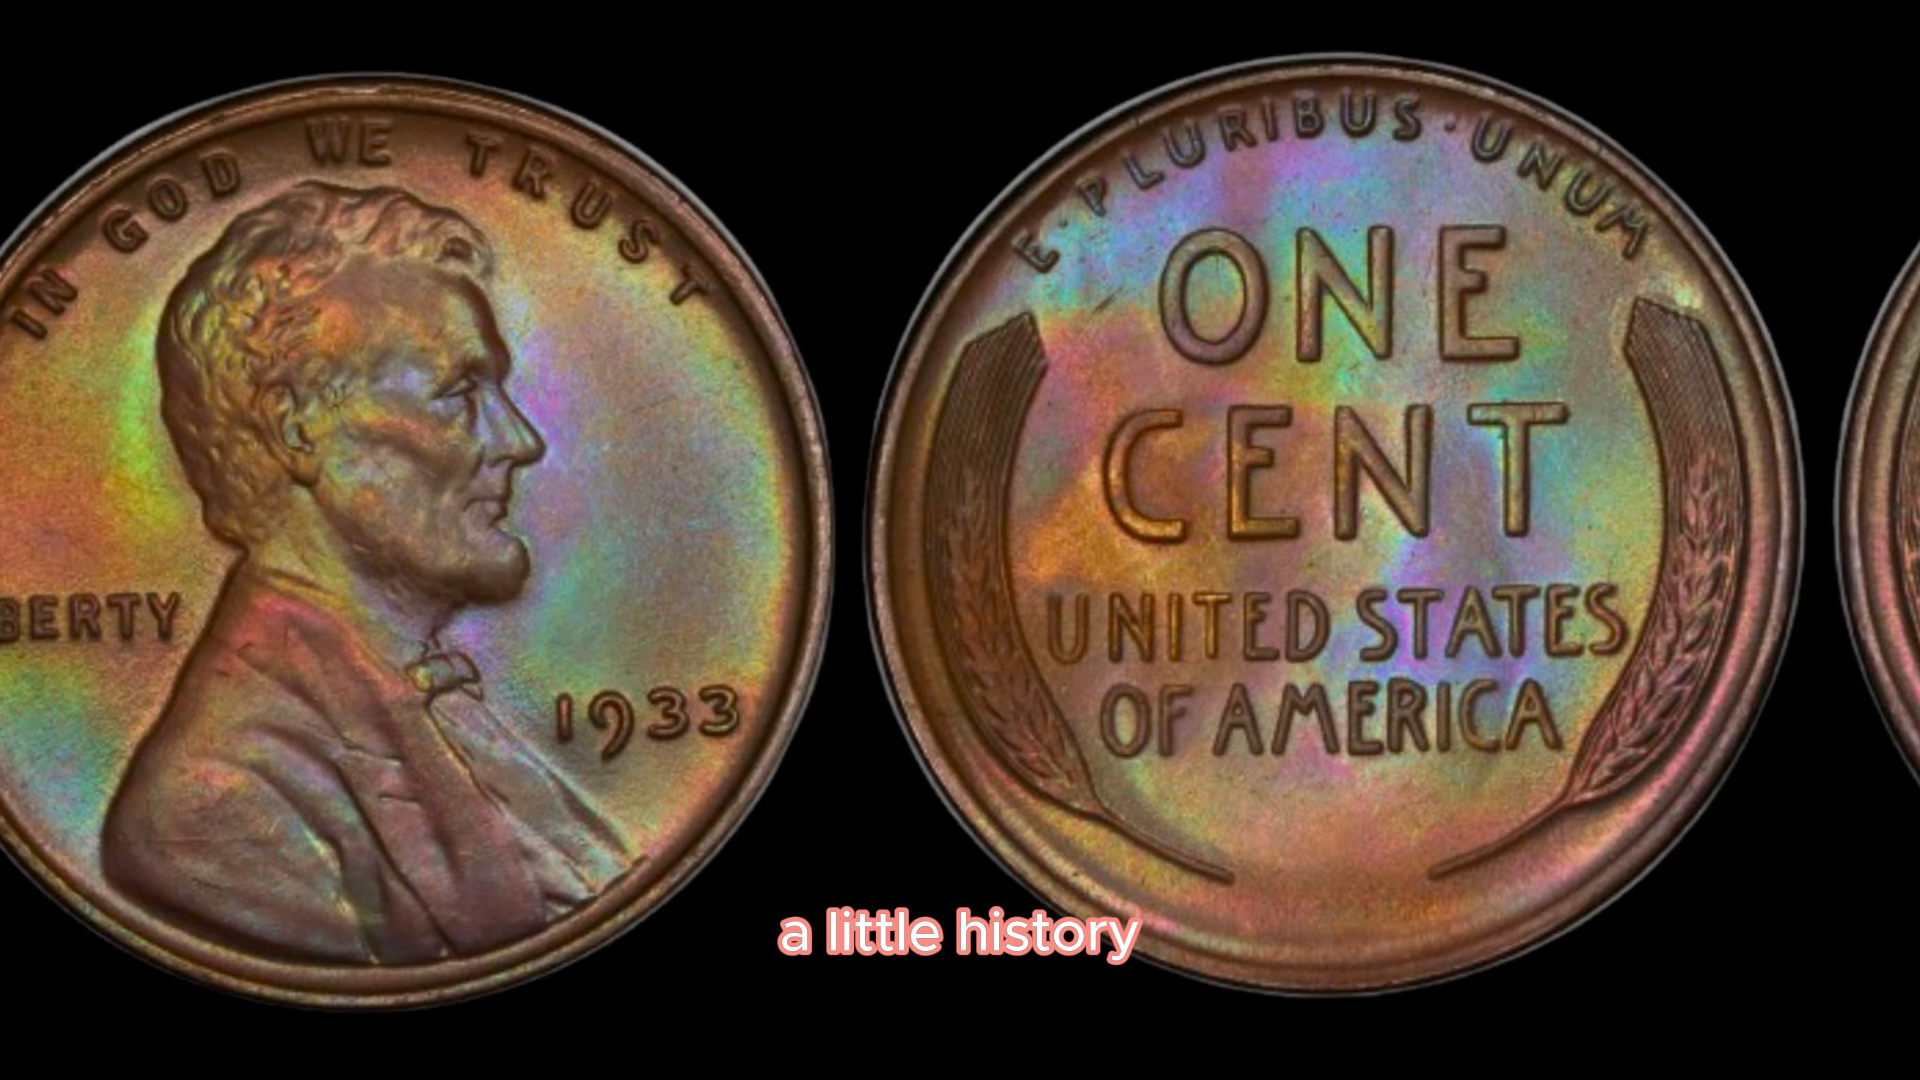 IN GOD WE TRUST
BERTY
1933
E·PLURIBUS·UNUM
ONE
CENT
UNITED STATES
OF AMERICA
a little history